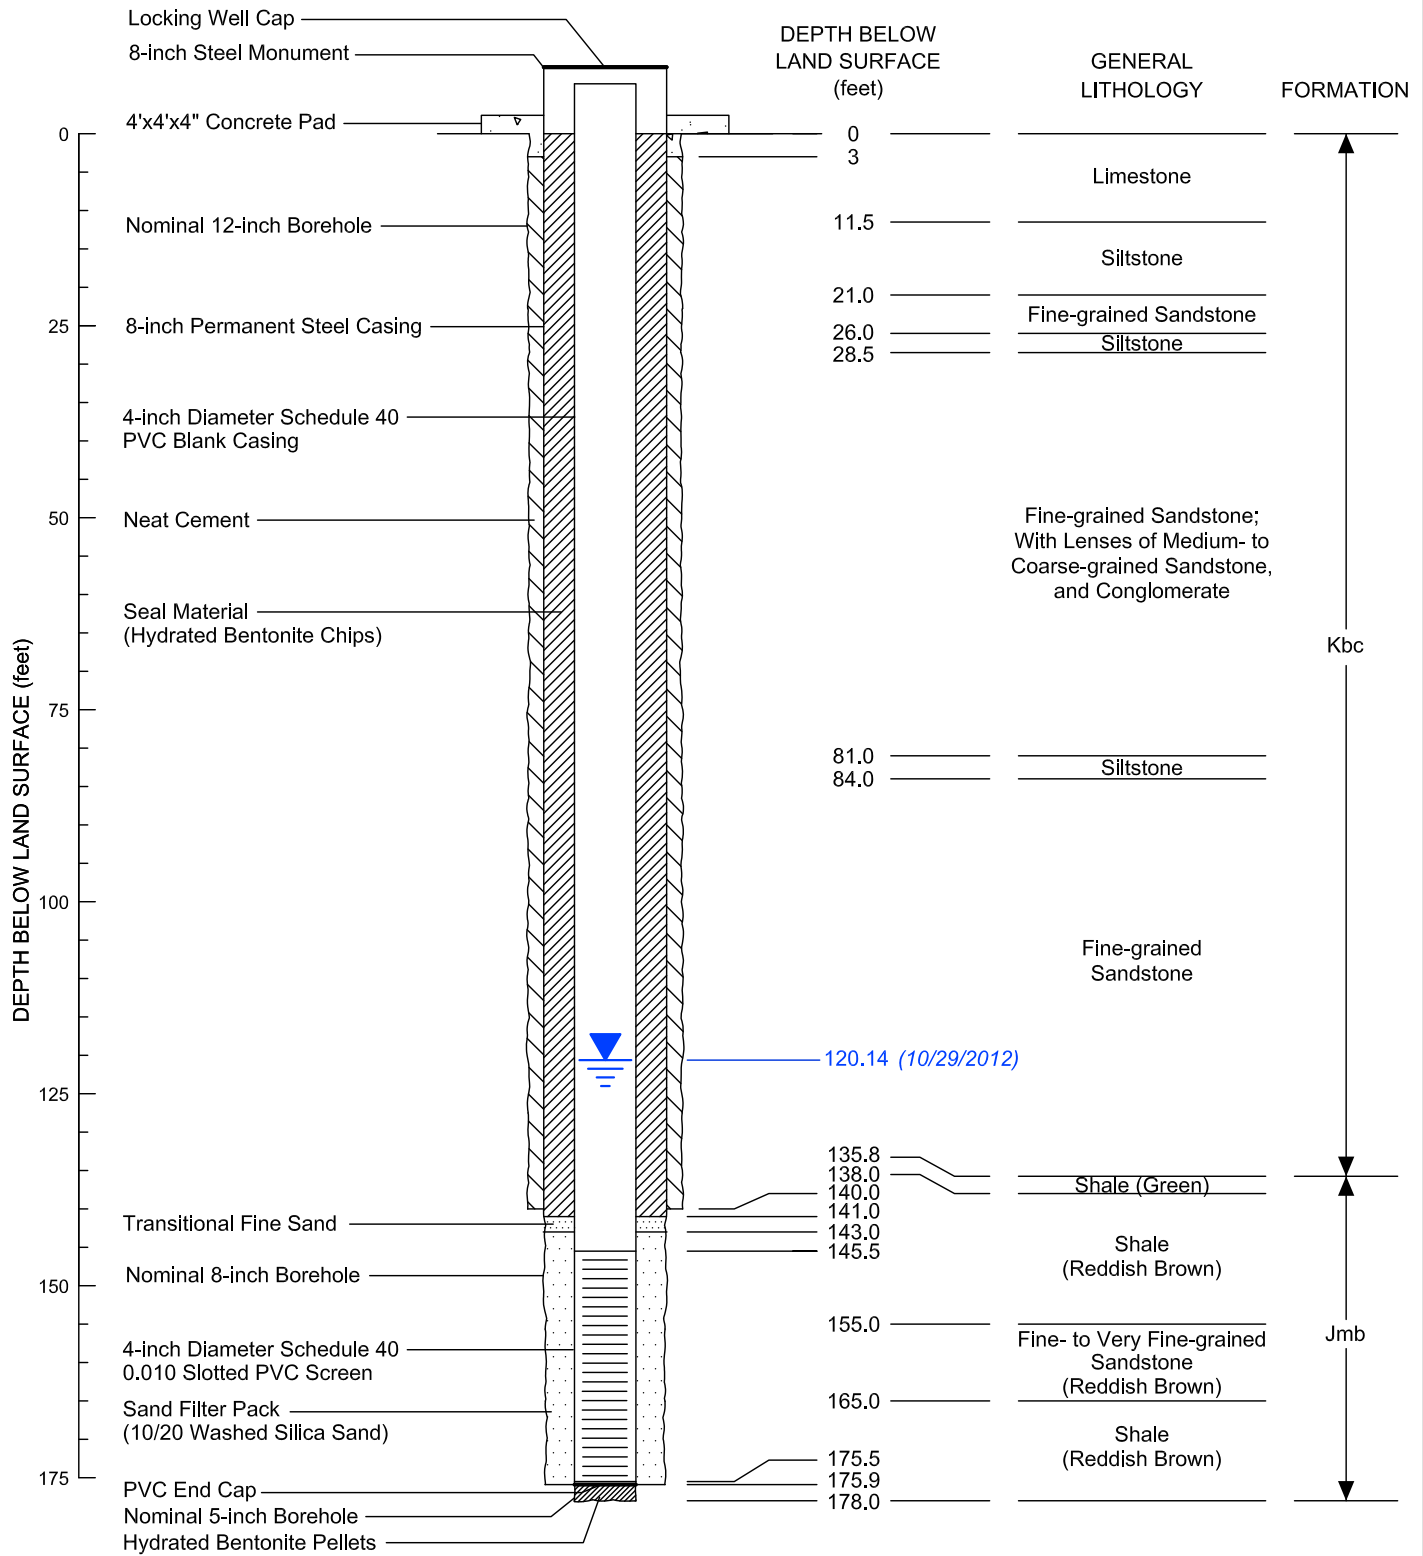 Locking Well Cap
8-inch Steel Monument
4'x4'x4" Concrete Pad
Nominal 12-inch Borehole
8-inch Permanent Steel Casing
4-inch Diameter Schedule 40
PVC Blank Casing
Neat Cement
Seal Material
(Hydrated Bentonite Chips)
Transitional Fine Sand
Nominal 8-inch Borehole
4-inch Diameter Schedule 40
0.010 Slotted PVC Screen
Sand Filter Pack
(10/20 Washed Silica Sand)
PVC End Cap
Nominal 5-inch Borehole
Hydrated Bentonite Pellets
DEPTH BELOW LAND SURFACE (feet)
0
25
50
75
100
125
150
175
DEPTH BELOW
LAND SURFACE
(feet)
0
3
11.5
21.0
26.0
28.5
81.0
84.0
120.14 (10/29/2012)
135.8
138.0
140.0
141.0
143.0
145.5
155.0
165.0
175.5
175.9
178.0
GENERAL
LITHOLOGY
Limestone
Siltstone
Fine-grained Sandstone
Siltstone
Fine-grained Sandstone;
With Lenses of Medium- to
Coarse-grained Sandstone,
and Conglomerate
Siltstone
Fine-grained
Sandstone
Shale (Green)
Shale
(Reddish Brown)
Fine- to Very Fine-grained
Sandstone
(Reddish Brown)
Shale
(Reddish Brown)
FORMATION
Kbc
Jmb